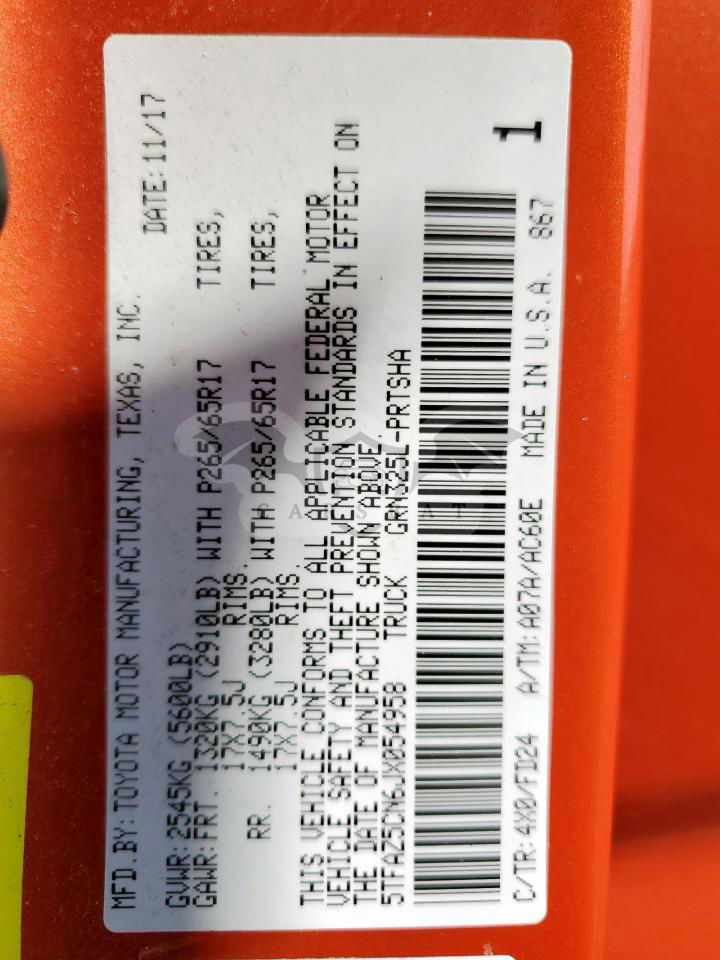 MFD.BY: TOYOTA MOTOR MANUFACTURING, TEXAS, INC. DATE: 11/17
GVWR: 2545KG (5600LB)
GAWR: FRT. 1320KG (2910LB) WITH P265/65R17 TIRES,
17X7.5J RIMS.
RR. 1490KG (3280LB) WITH P265/65R17 TIRES,
17X7.5J RIMS.
THIS VEHICLE CONFORMS TO ALL APPLICABLE FEDERAL MOTOR
VEHICLE SAFETY AND THEFT PREVENTION STANDARDS IN EFFECT ON
THE DATE OF MANUFACTURE SHOWN ABOVE.
5TFAZ5CN6JX054958 TRUCK GRN325L-PRTSHA
1
C/TR: 4X0/FD24 A/TM: A07A/AC60E MADE IN U.S.A. 867